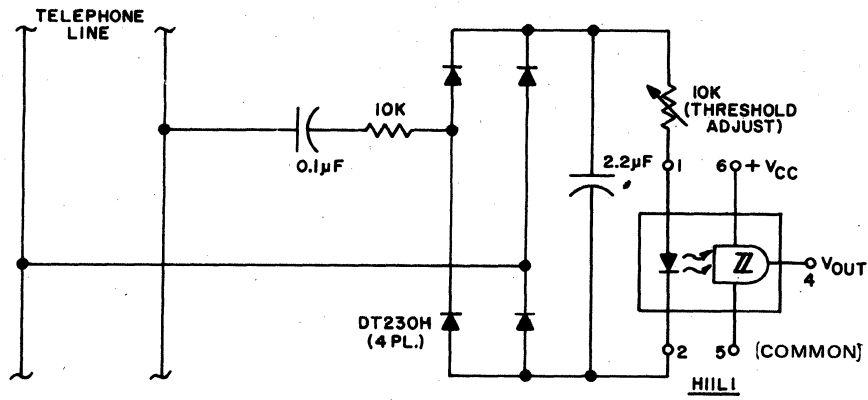 TELEPHONE
LINE
10K
0.1µF
10K
(THRESHOLD
ADJUST)
2.2µF
1
6
+ VCC
VOUT
4
DT230H
(4 PL.)
2
5
(COMMON)
H11L1